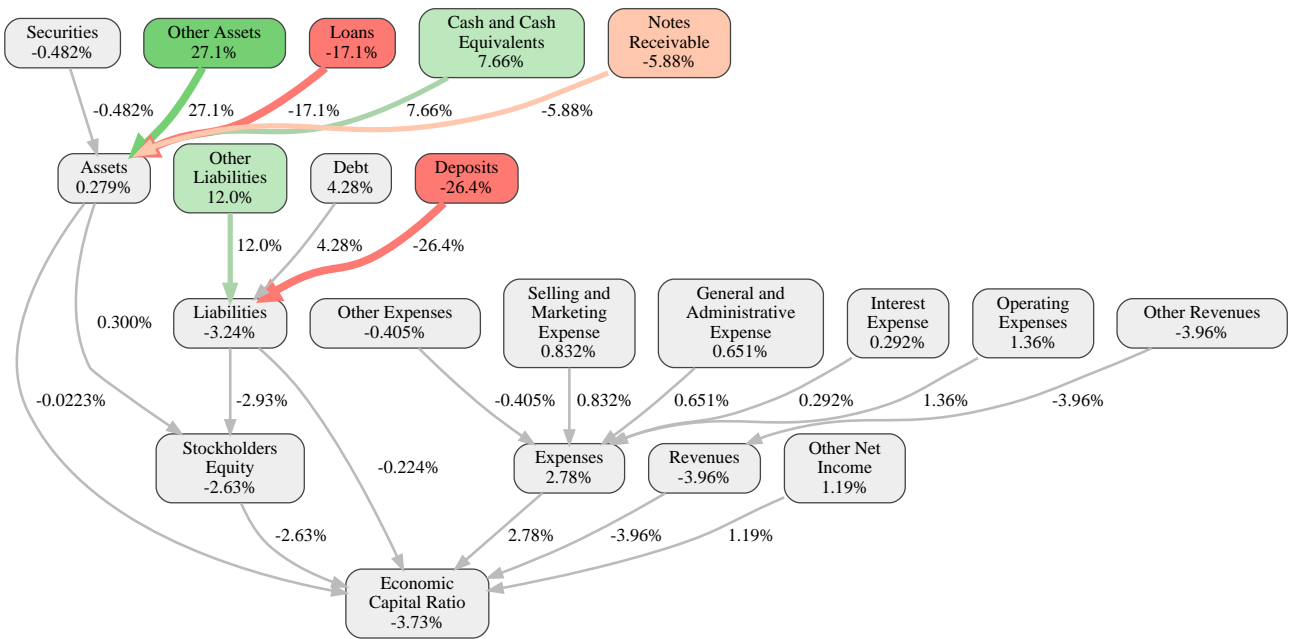 Securities
-0.482%
Other Assets
27.1%
Loans
-17.1%
Cash and Cash
Equivalents
7.66%
Notes
Receivable
-5.88%
-0.482%
27.1%
-17.1%
7.66%
-5.88%
Assets
0.279%
Other
Liabilities
12.0%
Debt
4.28%
Deposits
-26.4%
12.0%
4.28%
-26.4%
Liabilities
-3.24%
Other Expenses
-0.405%
Selling and
Marketing
Expense
0.832%
General and
Administrative
Expense
0.651%
Interest
Expense
0.292%
Operating
Expenses
1.36%
Other Revenues
-3.96%
0.300%
-0.0223%
-2.93%
-0.405%
0.832%
0.651%
0.292%
1.36%
-3.96%
Stockholders
Equity
-2.63%
-0.224%
Expenses
2.78%
Revenues
-3.96%
Other Net
Income
1.19%
-2.63%
2.78%
-3.96%
1.19%
Economic
Capital Ratio
-3.73%